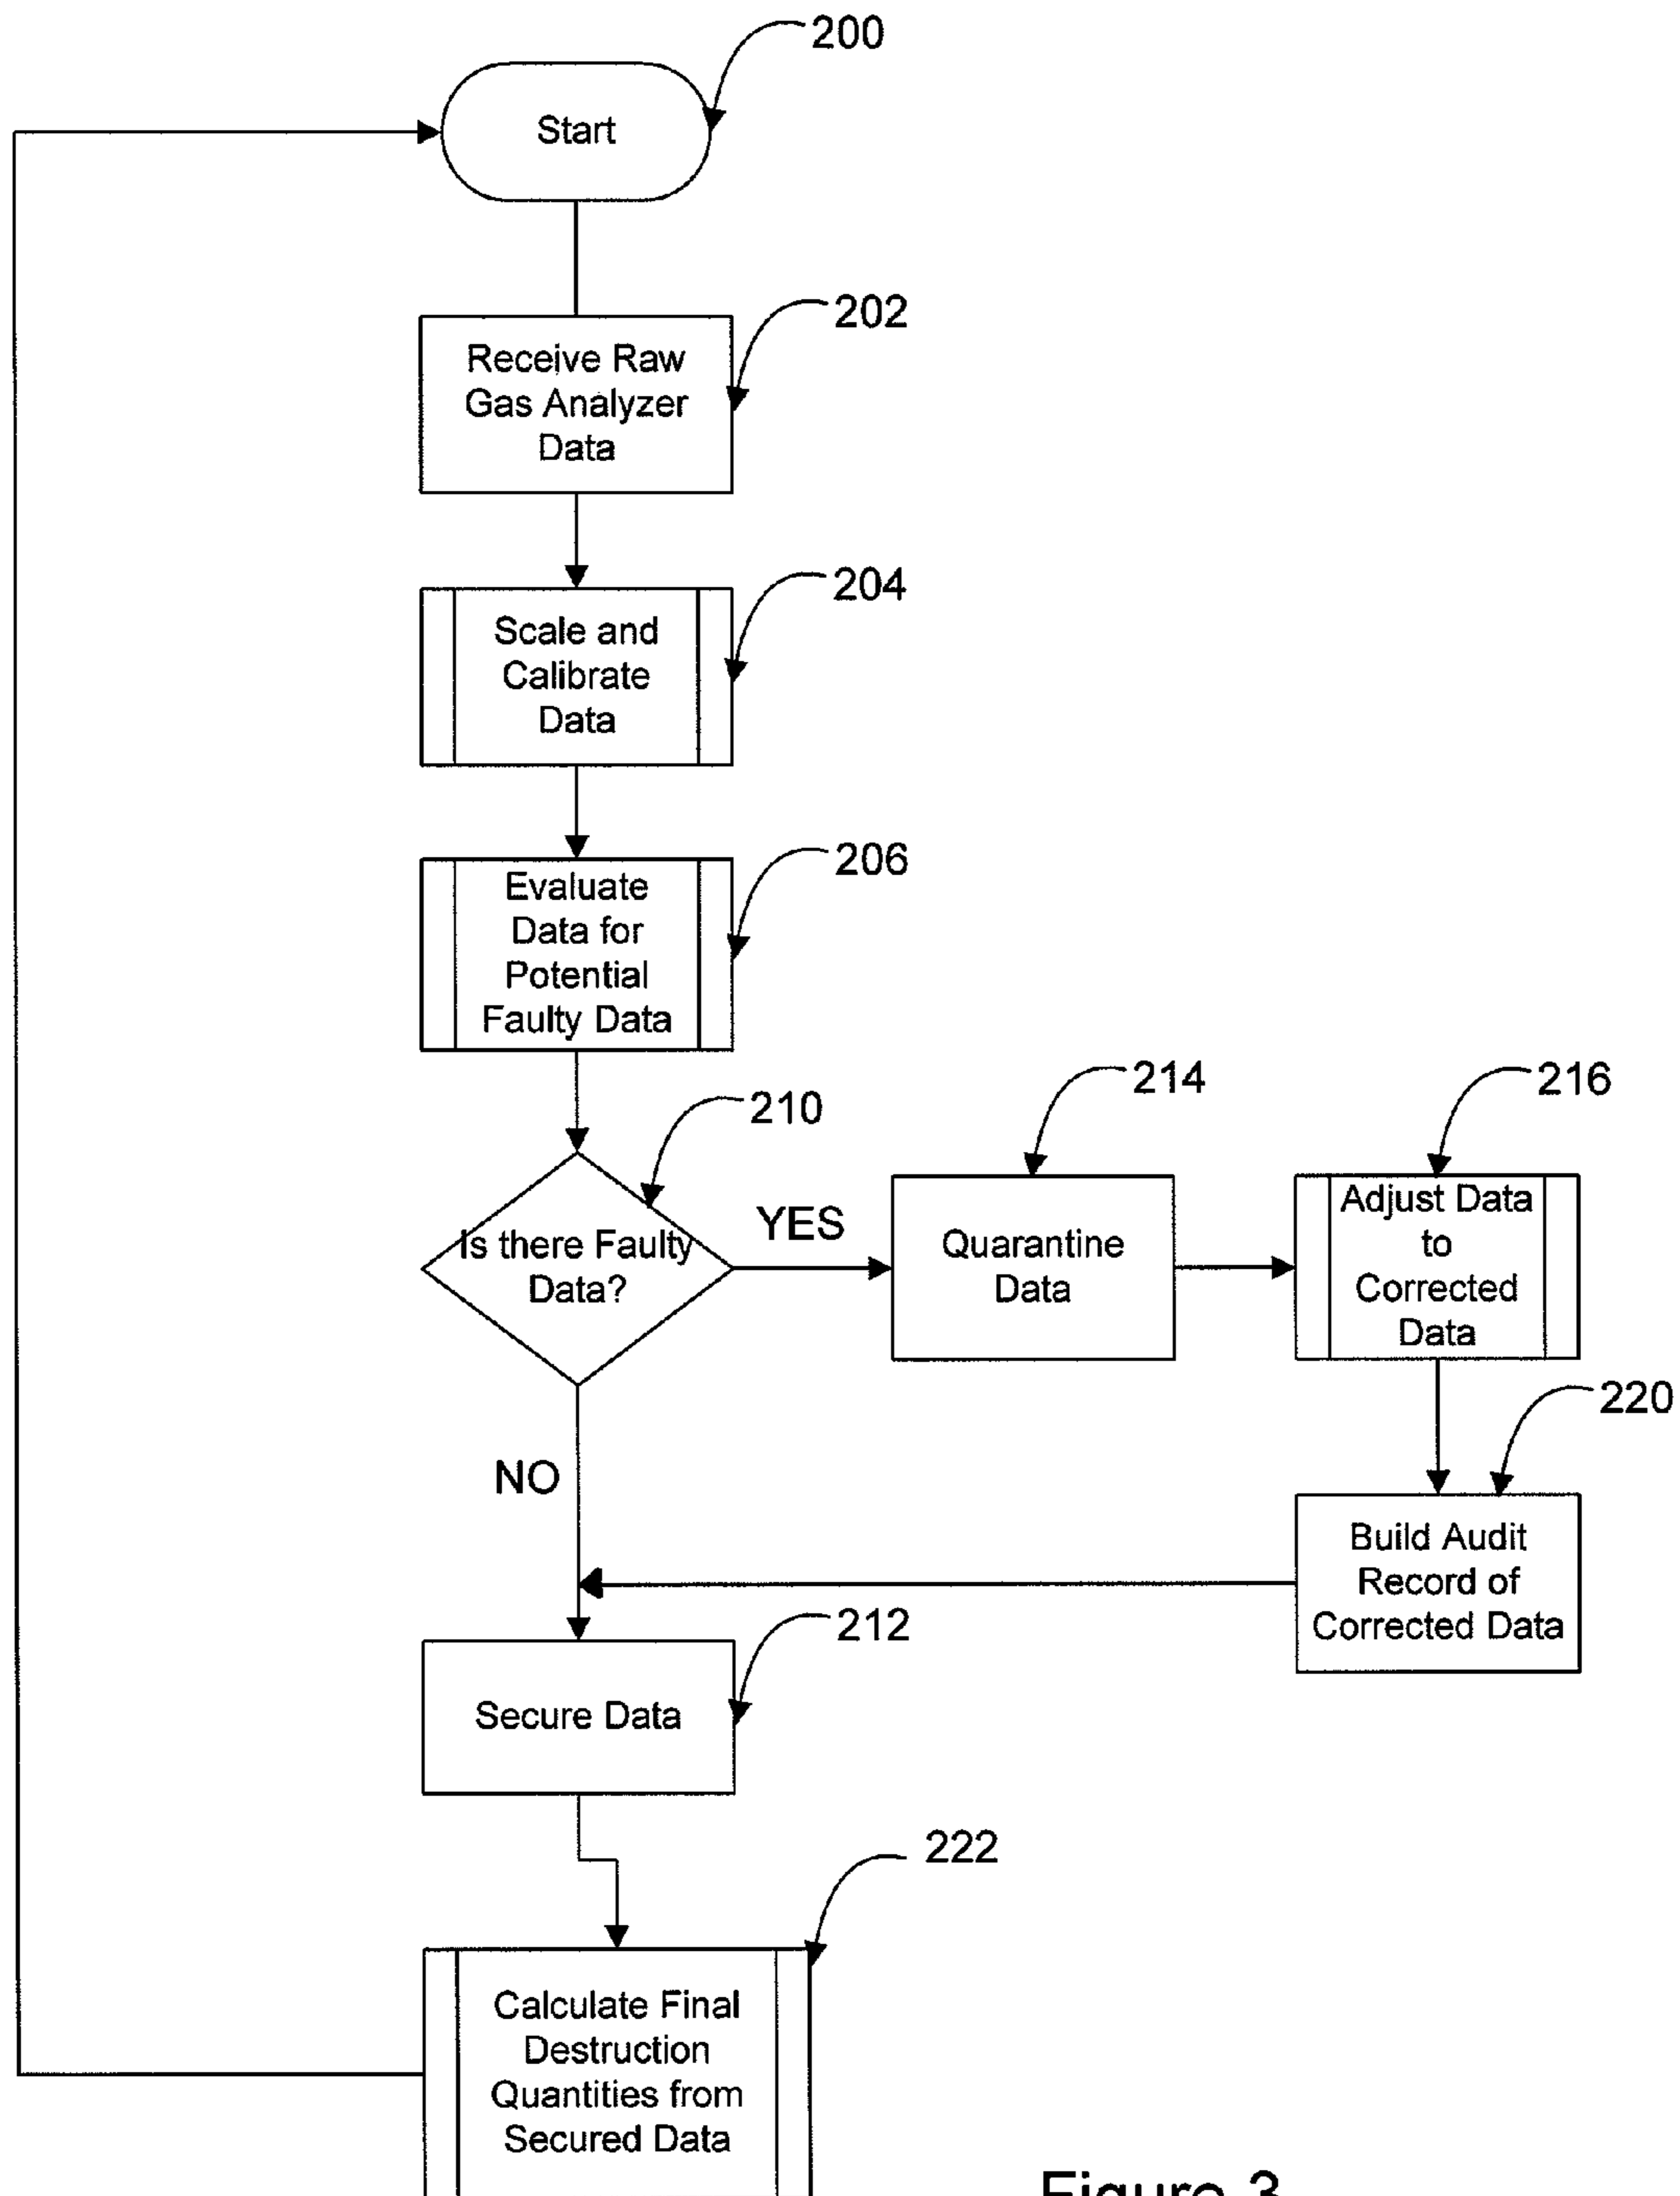 200
Start
202
Receive Raw
Gas Analyzer
Data
204
Scale and
Calibrate
Data
206
Evaluate
Data for
Potential
Faulty Data
210
Is there Faulty
Data?
YES
214
Quarantine
Data
216
Adjust Data
to
Corrected
Data
220
Build Audit
Record of
Corrected Data
NO
212
Secure Data
222
Calculate Final
Destruction
Quantities from
Secured Data
Figure 3